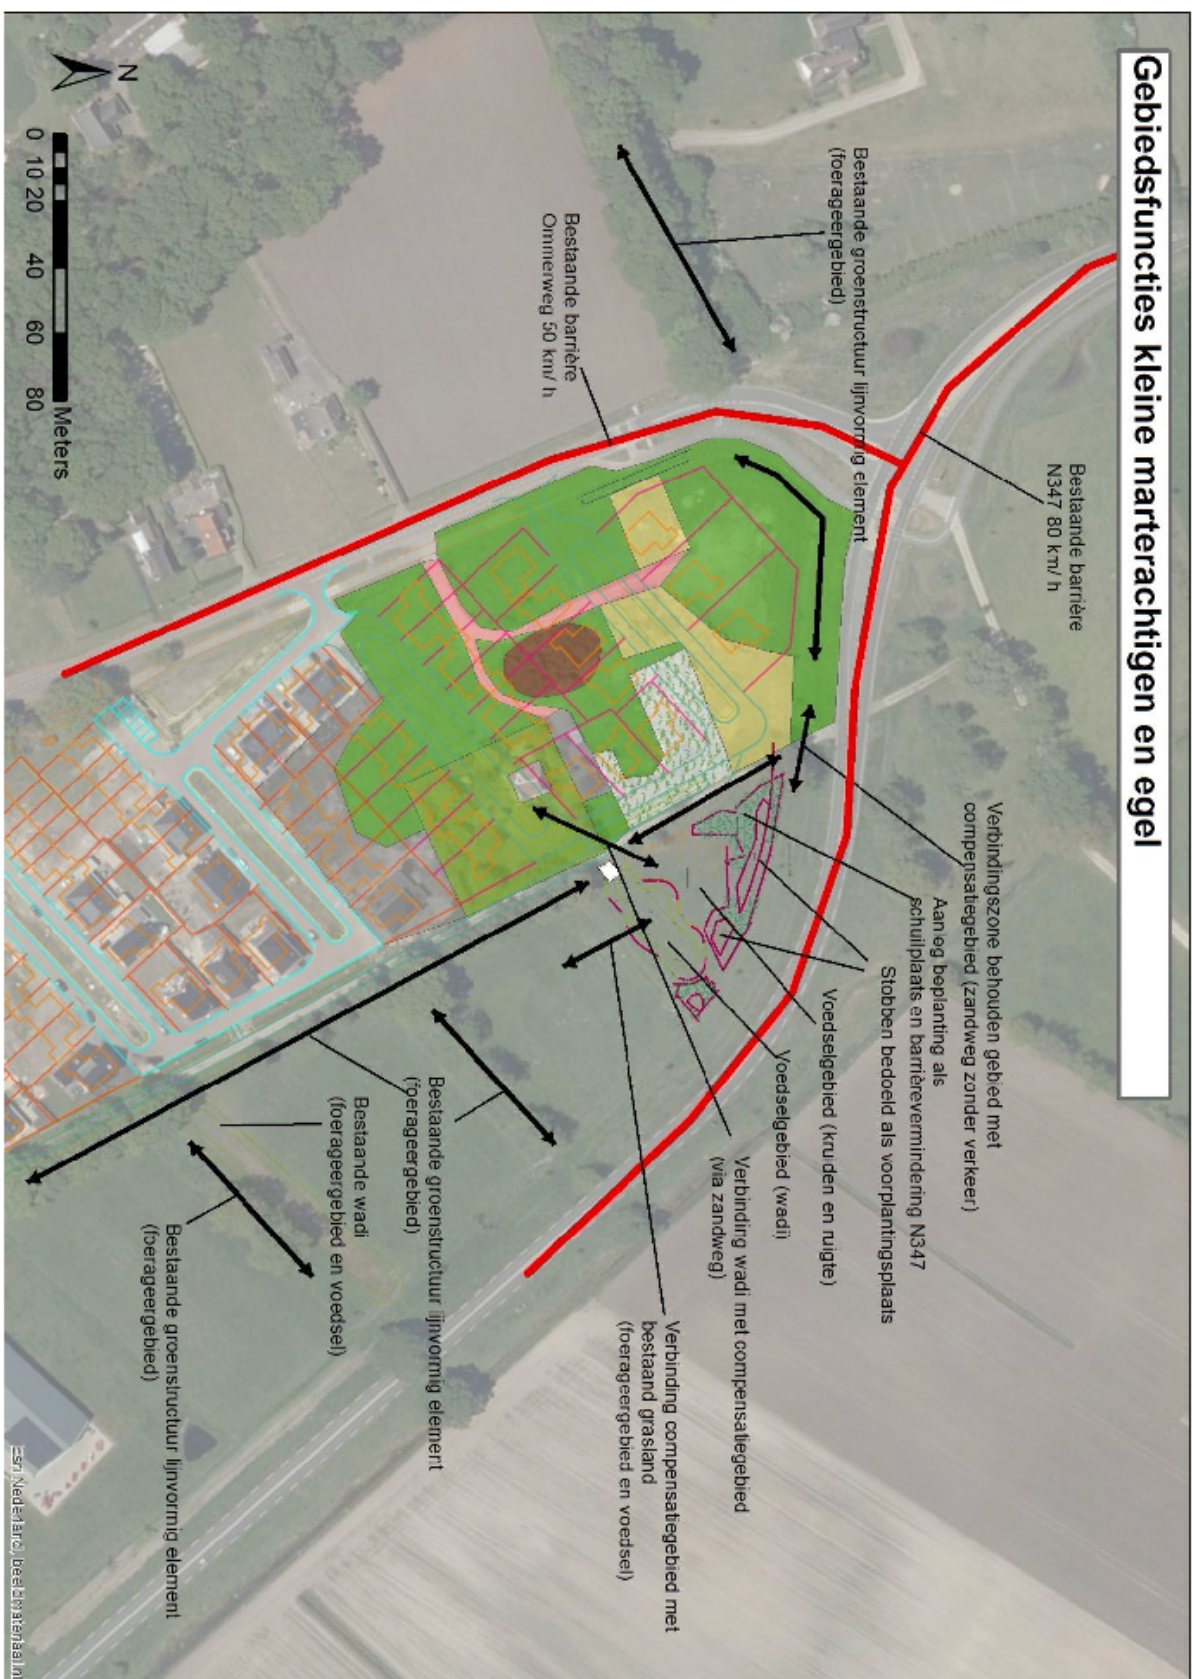 Gebiedsfuncties kleine marterachtigen en egel
Bestaande barrière
N347 80 km/ h
Bestaande groenstructuur lijnvormig element
(foerageergebied)
Bestaande barrière
Ommerweg 50 km/ h
Verbindingszone behouden gebied met
compensatiegebied (zandweg zonder verkeer)
Aanleg beplanting als
schuilplaats en barrièrevermindering N347
Stobben bedoeld als voorplantingsplaats
Voedselgebied (kruiden en ruigte)
Voedselgebied (wadi)
Verbinding wadi met compensatiegebied
(via zandweg)
Verbinding compensatiegebied met
bestaand grasland
(foerageergebied en voedsel)
Bestaande groenstructuur lijnvormig element
(foerageergebied)
Bestaande wadi
(foerageergebied en voedsel)
Bestaande groenstructuur lijnvormig element
(foerageergebied)
N
0 10 20 40 60 80
Meters
Esri Nederland, beeldmateriaal.n